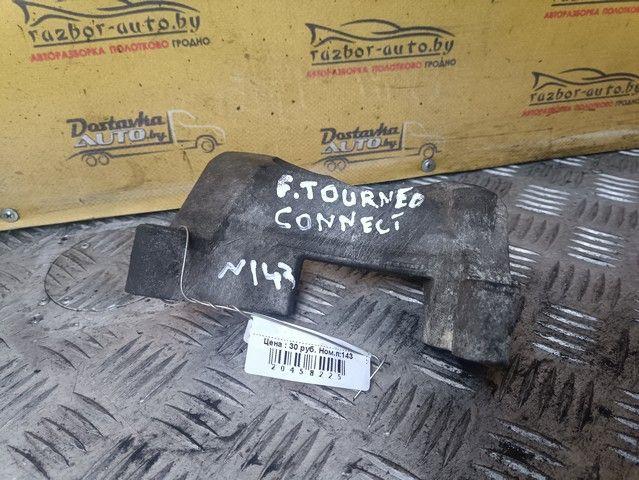 razbor-auto.by
АВТОРАЗБОРКА ПОЛОТКОВО ГРОДНО
razbor-auto.by
АВТОРАЗБОРКА ПОЛОТКОВО ГРОДНО
razbor-auto.by
АВТОРАЗБОРКА ПОЛОТКОВО
Dostavka
AUTO.by
Dostavka
AUTO.by
F.TOURNEO
CONNECT
N143
Цена : 30 руб. Ном.п:143
20458225